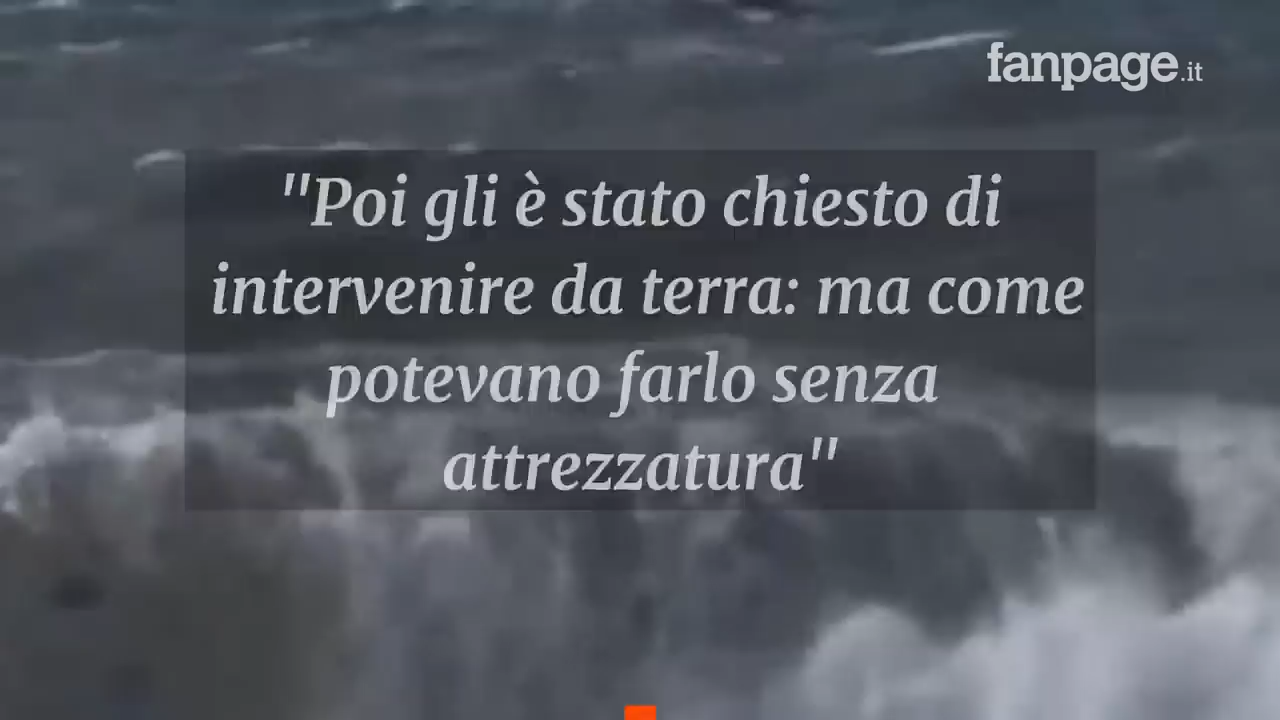 fanpage.it
"Poi gli è stato chiesto di
intervenire da terra: ma come
potevano farlo senza
attrezzatura"